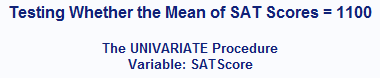 Testing Whether the Mean of SAT Scores = 1100
The UNIVARIATE Procedure
Variable: SATScore